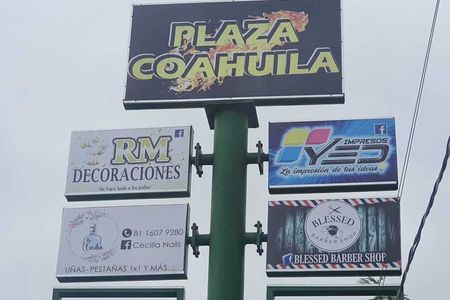 PLAZA
COAHUILA
RM
DECORACIONES
IMPRESOS
YED
La impresión de tus ideas...
Cecilia
81 1607 9280
Cecilia Nails
UÑAS- PESTAÑAS 1x1 Y MÁS...
BLESSED
BARBER SHOP
BLESSED BARBER SHOP